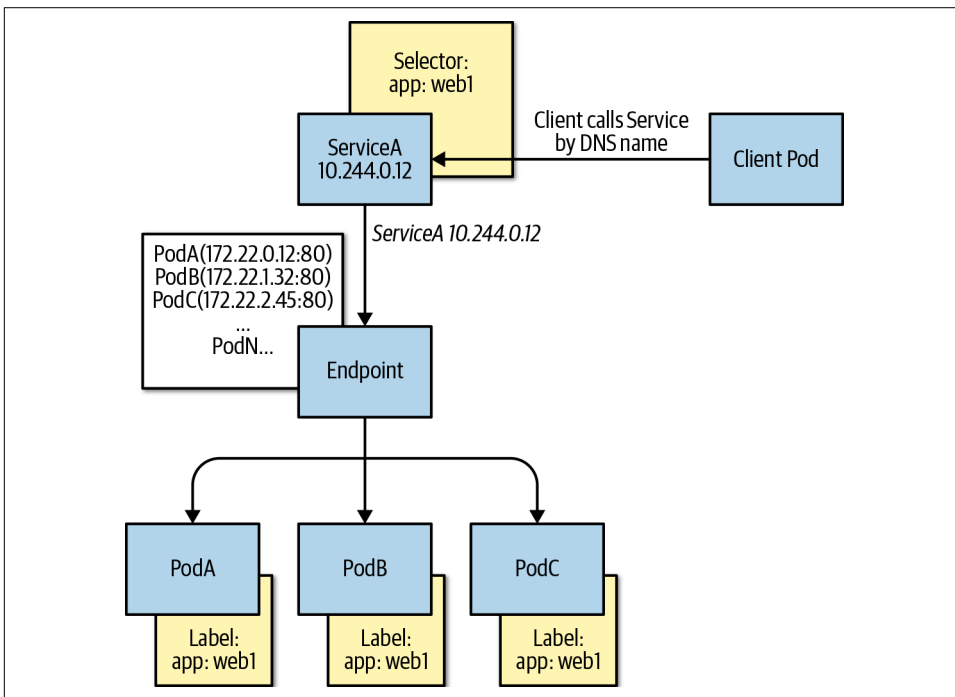 Selector:
app: web1
ServiceA
10.244.0.12
Client calls Service
by DNS name
Client Pod
ServiceA 10.244.0.12
PodA(172.22.0.12:80)
PodB(172.22.1.32:80)
PodC(172.22.2.45:80)
...
PodN...
Endpoint
PodA
Label:
app: web1
PodB
Label:
app: web1
PodC
Label:
app: web1